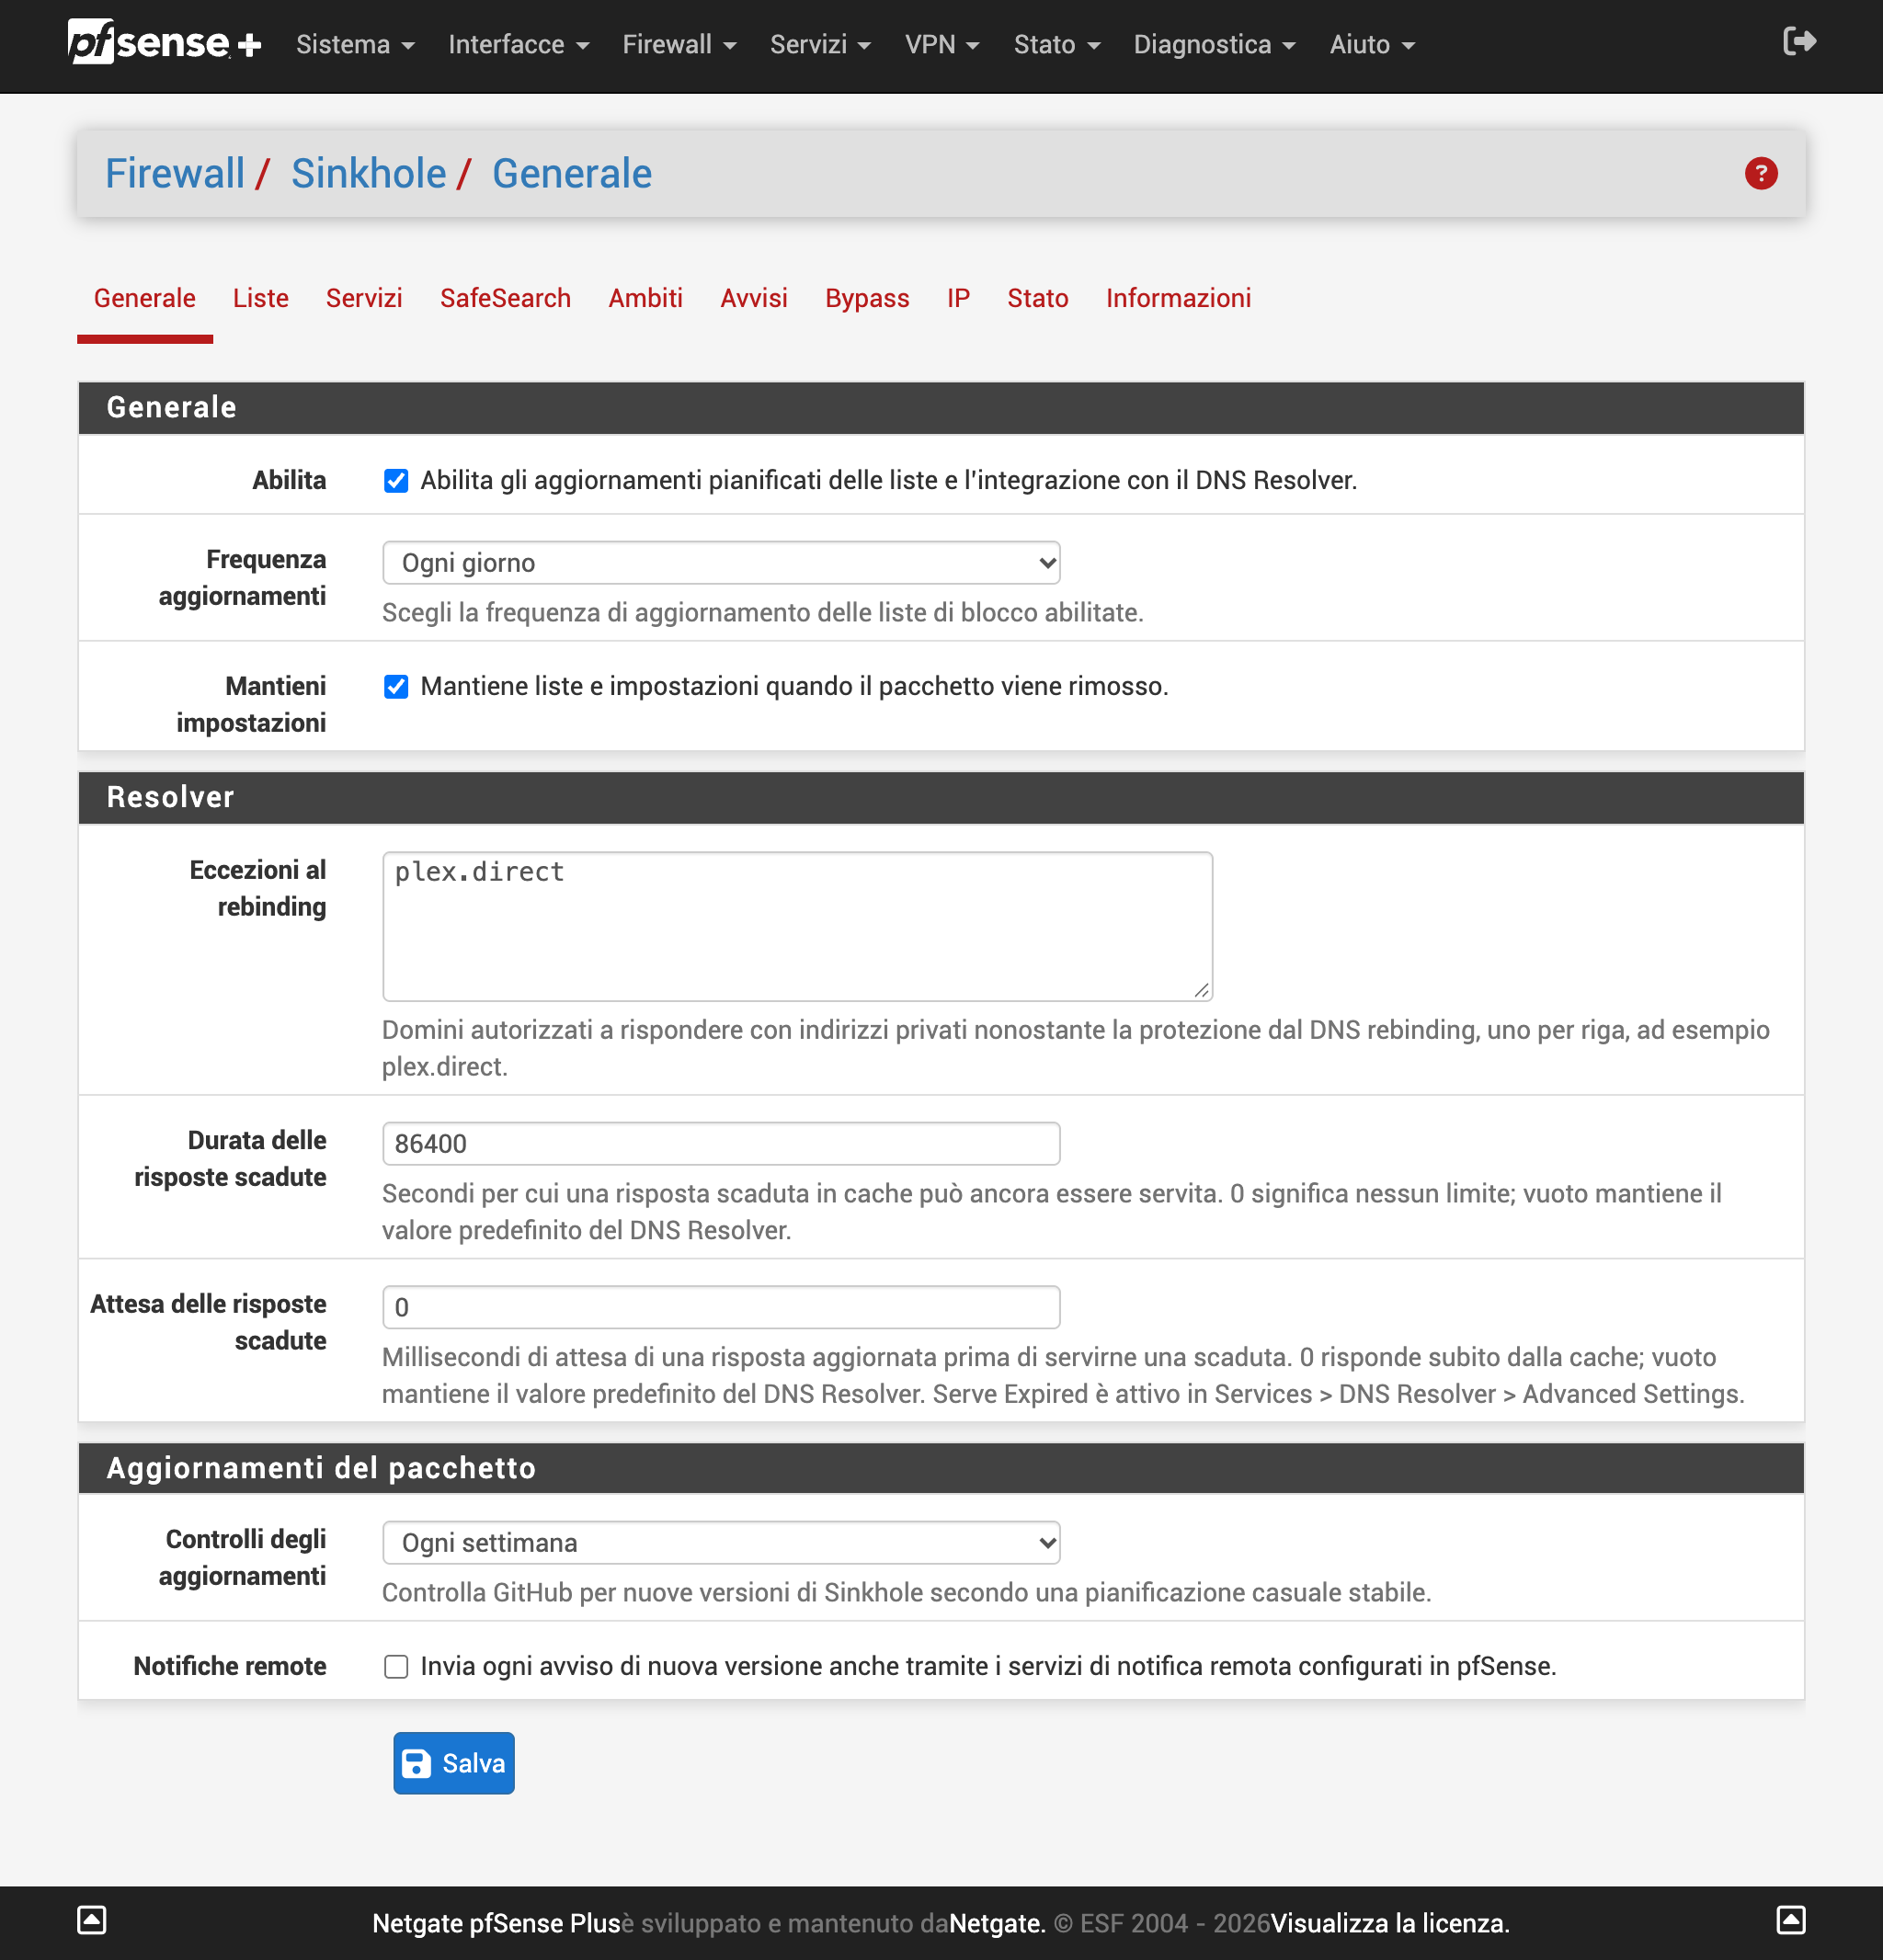 pfsense+ Sistema Interfacce Firewall Servizi VPN Stato Diagnostica Aiuto
Firewall / Sinkhole / Generale ?
Generale Liste Servizi SafeSearch Ambiti Avvisi Bypass IP Stato Informazioni
Generale
Abilita Abilita gli aggiornamenti pianificati delle liste e l'integrazione con il DNS Resolver.
Frequenza aggiornamenti
Ogni giorno
Scegli la frequenza di aggiornamento delle liste di blocco abilitate.
Mantieni impostazioni
Mantiene liste e impostazioni quando il pacchetto viene rimosso.
Resolver
Eccezioni al rebinding
plex.direct
Domini autorizzati a rispondere con indirizzi privati nonostante la protezione dal DNS rebinding, uno per riga, ad esempio
plex.direct.
Durata delle
risposte scadute
86400
Secondi per cui una risposta scaduta in cache può ancora essere servita. 0 significa nessun limite; vuoto mantiene il
valore predefinito del DNS Resolver.
Attesa delle risposte
scadute
0
Millisecondi di attesa di una risposta aggiornata prima di servirne una scaduta. 0 risponde subito dalla cache; vuoto
mantiene il valore predefinito del DNS Resolver. Serve Expired è attivo in Services > DNS Resolver > Advanced Settings.
Aggiornamenti del pacchetto
Controlli degli
aggiornamenti
Ogni settimana
Controlla GitHub per nuove versioni di Sinkhole secondo una pianificazione casuale stabile.
Notifiche remote Invia ogni avviso di nuova versione anche tramite i servizi di notifica remota configurati in pfSense.
Salva
Netgate pfSense Plusè sviluppato e mantenuto daNetgate. © ESF 2004 - 2026Visualizza la licenza.